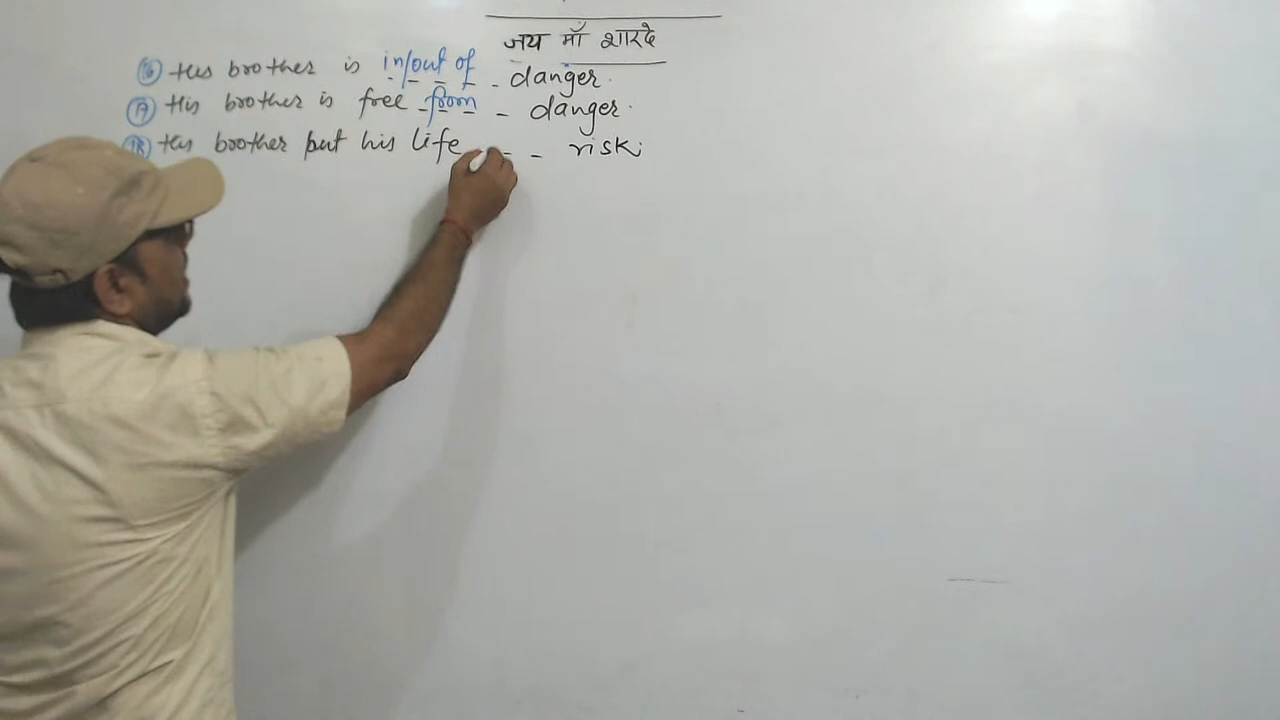 जय माँ शारदे
16 His brother is in/out of danger.
17 His brother is free from danger.
18 His brother put his life _ _ _ risk.